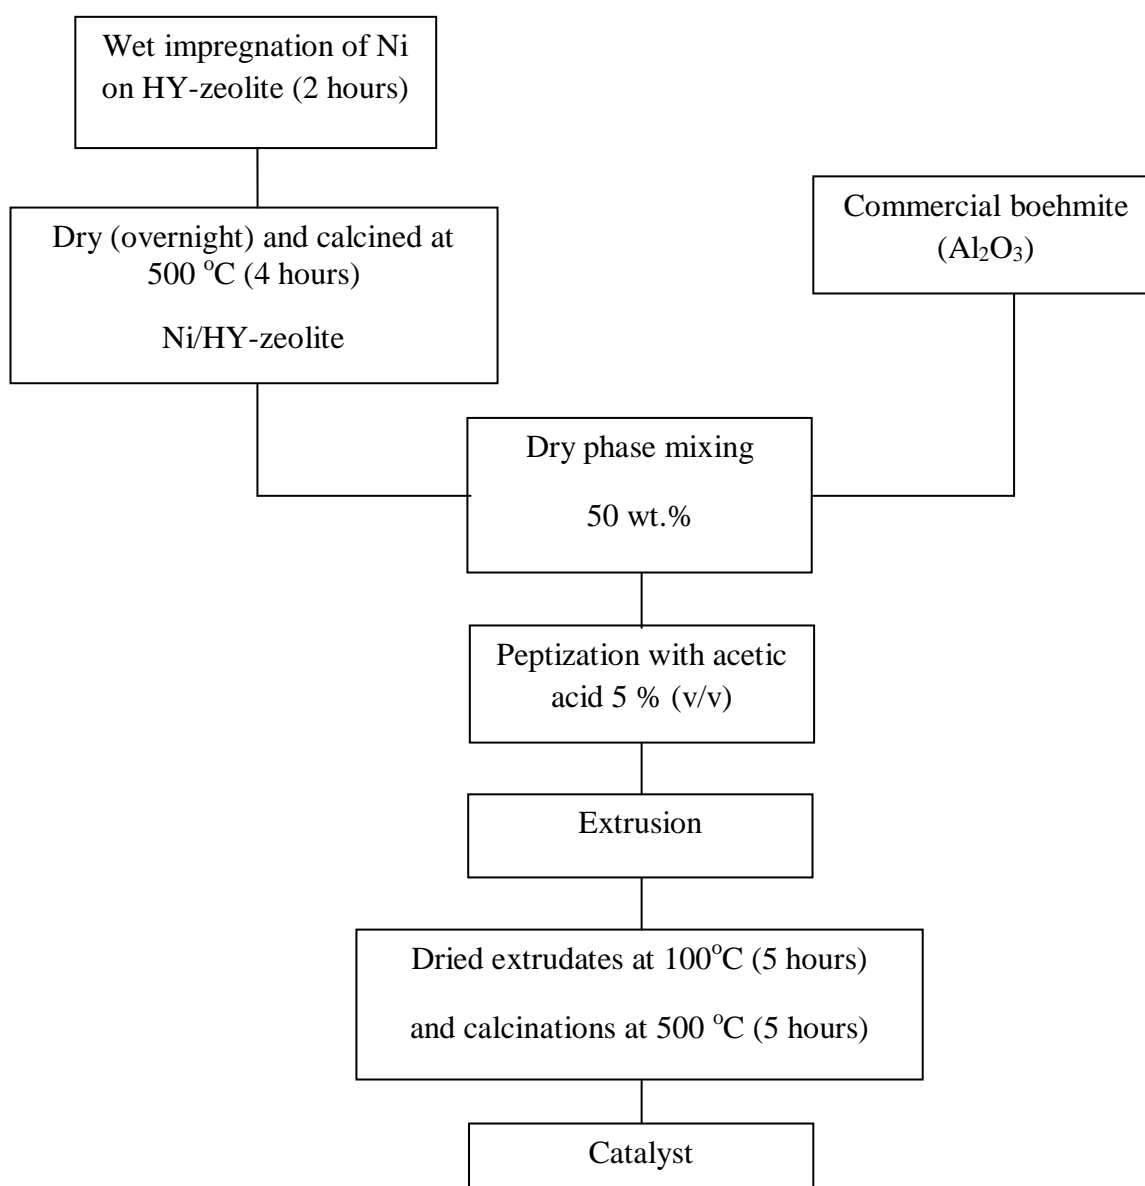 Wet impregnation of Ni
on HY-zeolite (2 hours)
Dry (overnight) and calcined at
500 °C (4 hours)
Ni/HY-zeolite
Commercial boehmite
(Al₂O₃)
Dry phase mixing
50 wt.%
Peptization with acetic
acid 5 % (v/v)
Extrusion
Dried extrudates at 100°C (5 hours)
and calcinations at 500 °C (5 hours)
Catalyst